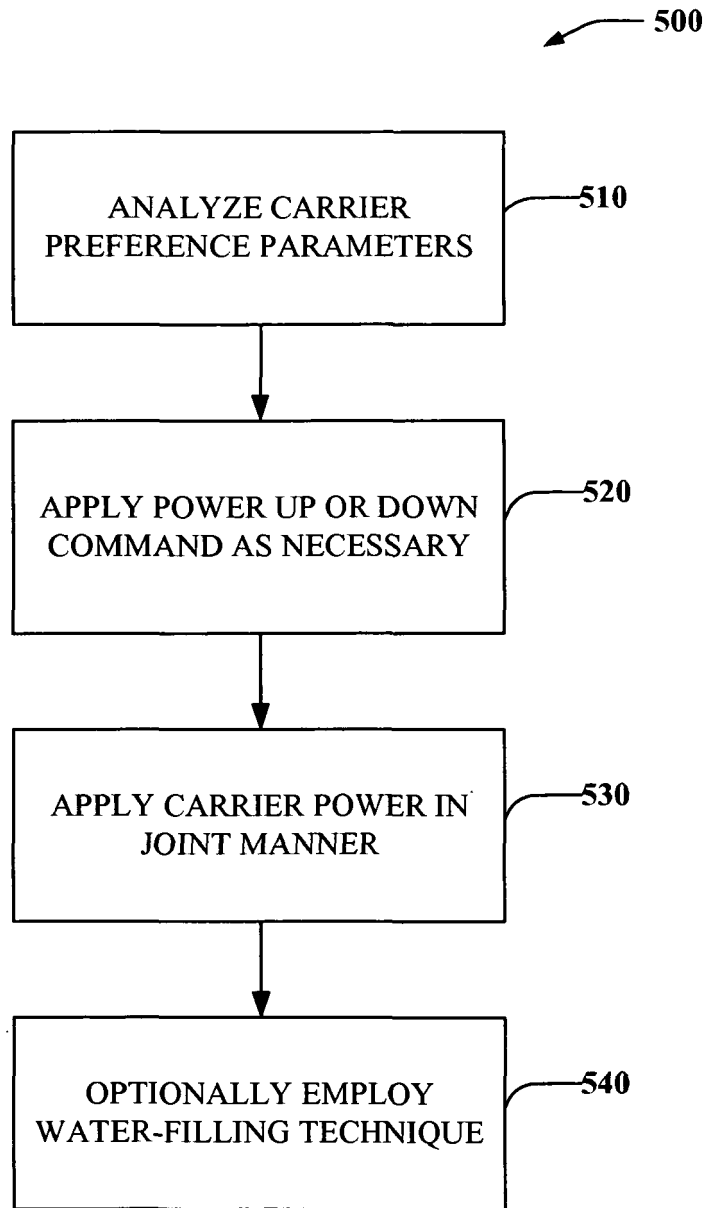 500
ANALYZE CARRIER
PREFERENCE PARAMETERS
510
APPLY POWER UP OR DOWN
COMMAND AS NECESSARY
520
APPLY CARRIER POWER IN
JOINT MANNER
530
OPTIONALLY EMPLOY
WATER-FILLING TECHNIQUE
540